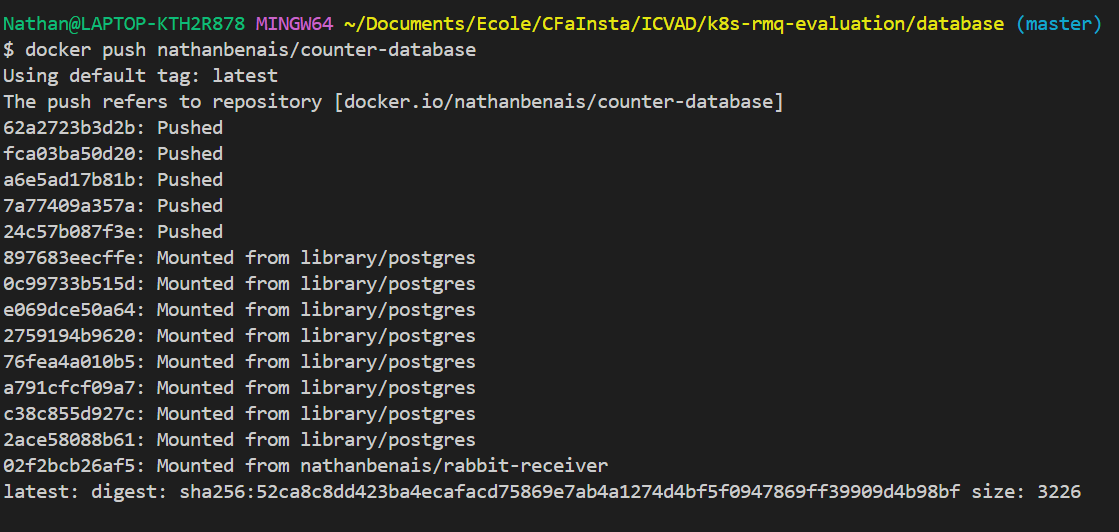 Nathan@LAPTOP-KTH2R878 MINGW64 ~/Documents/Ecole/CFaInsta/ICVAD/k8s-rmq-evaluation/database (master)
$ docker push nathanbenais/counter-database
Using default tag: latest
The push refers to repository [docker.io/nathanbenais/counter-database]
62a2723b3d2b: Pushed
fca03ba50d20: Pushed
a6e5ad17b81b: Pushed
7a77409a357a: Pushed
24c57b087f3e: Pushed
897683eecffe: Mounted from library/postgres
0c99733b515d: Mounted from library/postgres
e069dce50a64: Mounted from library/postgres
2759194b9620: Mounted from library/postgres
76fea4a010b5: Mounted from library/postgres
a791cfcf09a7: Mounted from library/postgres
c38c855d927c: Mounted from library/postgres
2ace58088b61: Mounted from library/postgres
02f2bcb26af5: Mounted from nathanbenais/rabbit-receiver
latest: digest: sha256:52ca8c8dd423ba4ecafacd75869e7ab4a1274d4bf5f0947869ff39909d4b98bf size: 3226